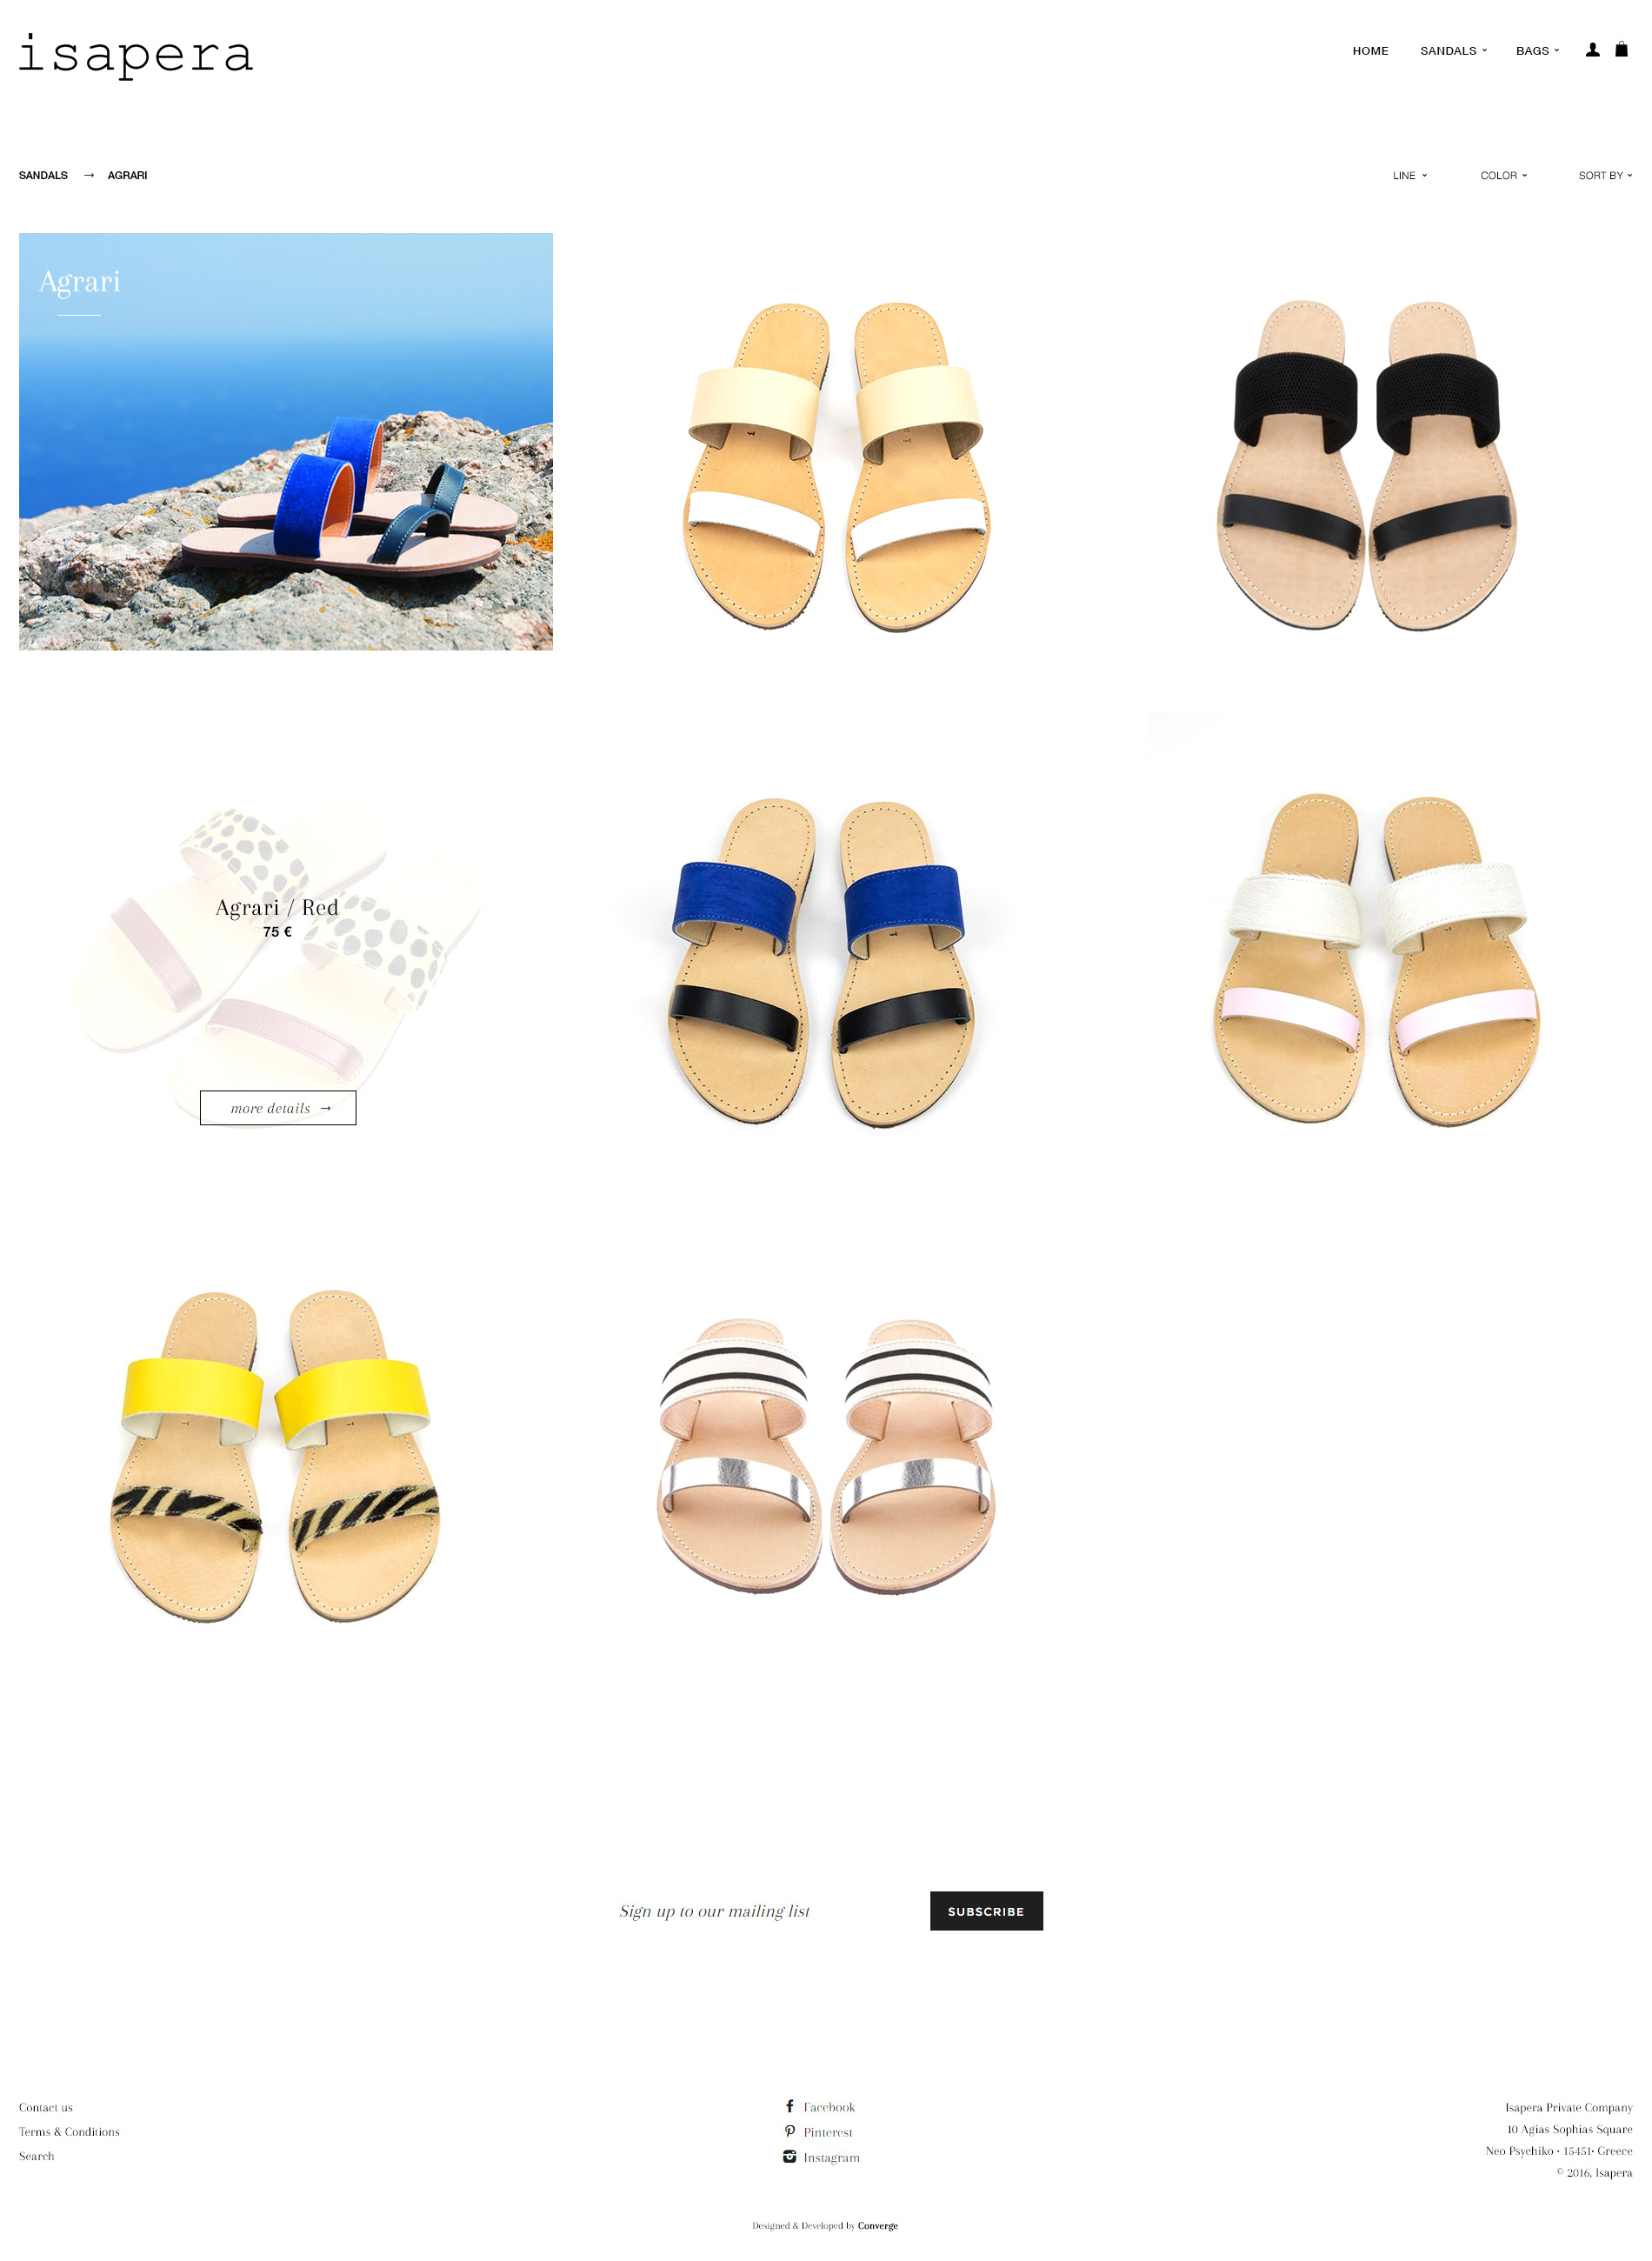 isapera
HOME SANDALS BAGS
SANDALS → AGRARI
LINE COLOR SORT BY
Agrari
Agrari / Red
75 €
more details →
Sign up to our mailing list
SUBSCRIBE
Contact us
Terms & Conditions
Search
Facebook
Pinterest
Instagram
Isapera Private Company
10 Agias Sophias Square
Neo Psychiko • 15451• Greece
© 2016, Isapera
Designed & Developed by Converge